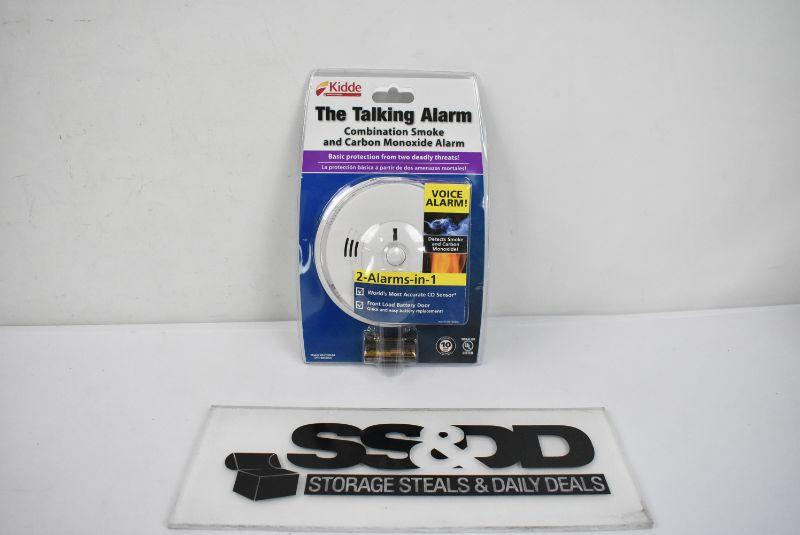 Kidde
The Talking Alarm
Combination Smoke
and Carbon Monoxide Alarm
Basic protection from two deadly threats!
La protección básica a partir de dos amenazas mortales!
VOICE
ALARM!
Detects Smoke
and Carbon
Monoxide!
2-Alarms-in-1
World's Most Accurate CO Sensor*
Front Load Battery Door
Quick and easy battery replacement!
10
SS&DD
STORAGE STEALS & DAILY DEALS